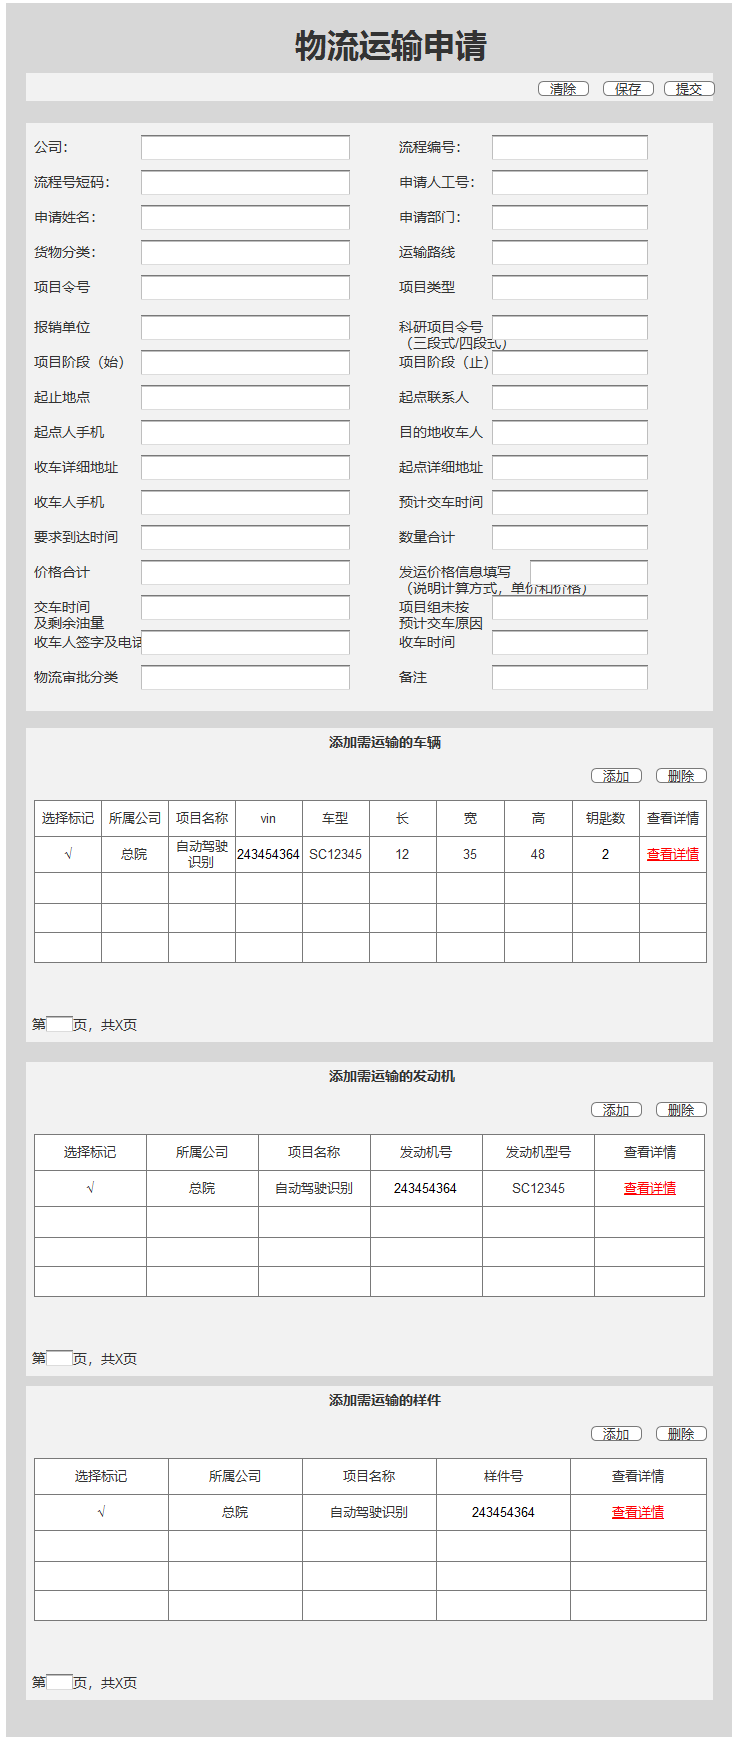 物流运输申请
清除 保存 提交
公司： 流程编号：
流程号短码： 申请人工号：
申请姓名： 申请部门：
货物分类： 运输路线
项目令号 项目类型
报销单位 科研项目令号
（三段式/四段式）
项目阶段（始） 项目阶段（止）
起止地点 起点联系人
起点人手机 目的地收车人
收车详细地址 起点详细地址
收车人手机 预计交车时间
要求到达时间 数量合计
价格合计 发运价格信息填写
（说明计算方式，单价和价格）
交车时间 项目组未按
及剩余油量 预计交车原因
收车人签字及电话 收车时间
物流审批分类 备注
添加需运输的车辆
添加 删除
选择标记 所属公司 项目名称 vin 车型 长 宽 高 钥匙数 查看详情
√ 总院 自动驾驶 243454364 SC12345 12 35 48 2 查看详情
识别
第 页，共X页
添加需运输的发动机
添加 删除
选择标记 所属公司 项目名称 发动机号 发动机型号 查看详情
√ 总院 自动驾驶识别 243454364 SC12345 查看详情
第 页，共X页
添加需运输的样件
添加 删除
选择标记 所属公司 项目名称 样件号 查看详情
√ 总院 自动驾驶识别 243454364 查看详情
第 页，共X页